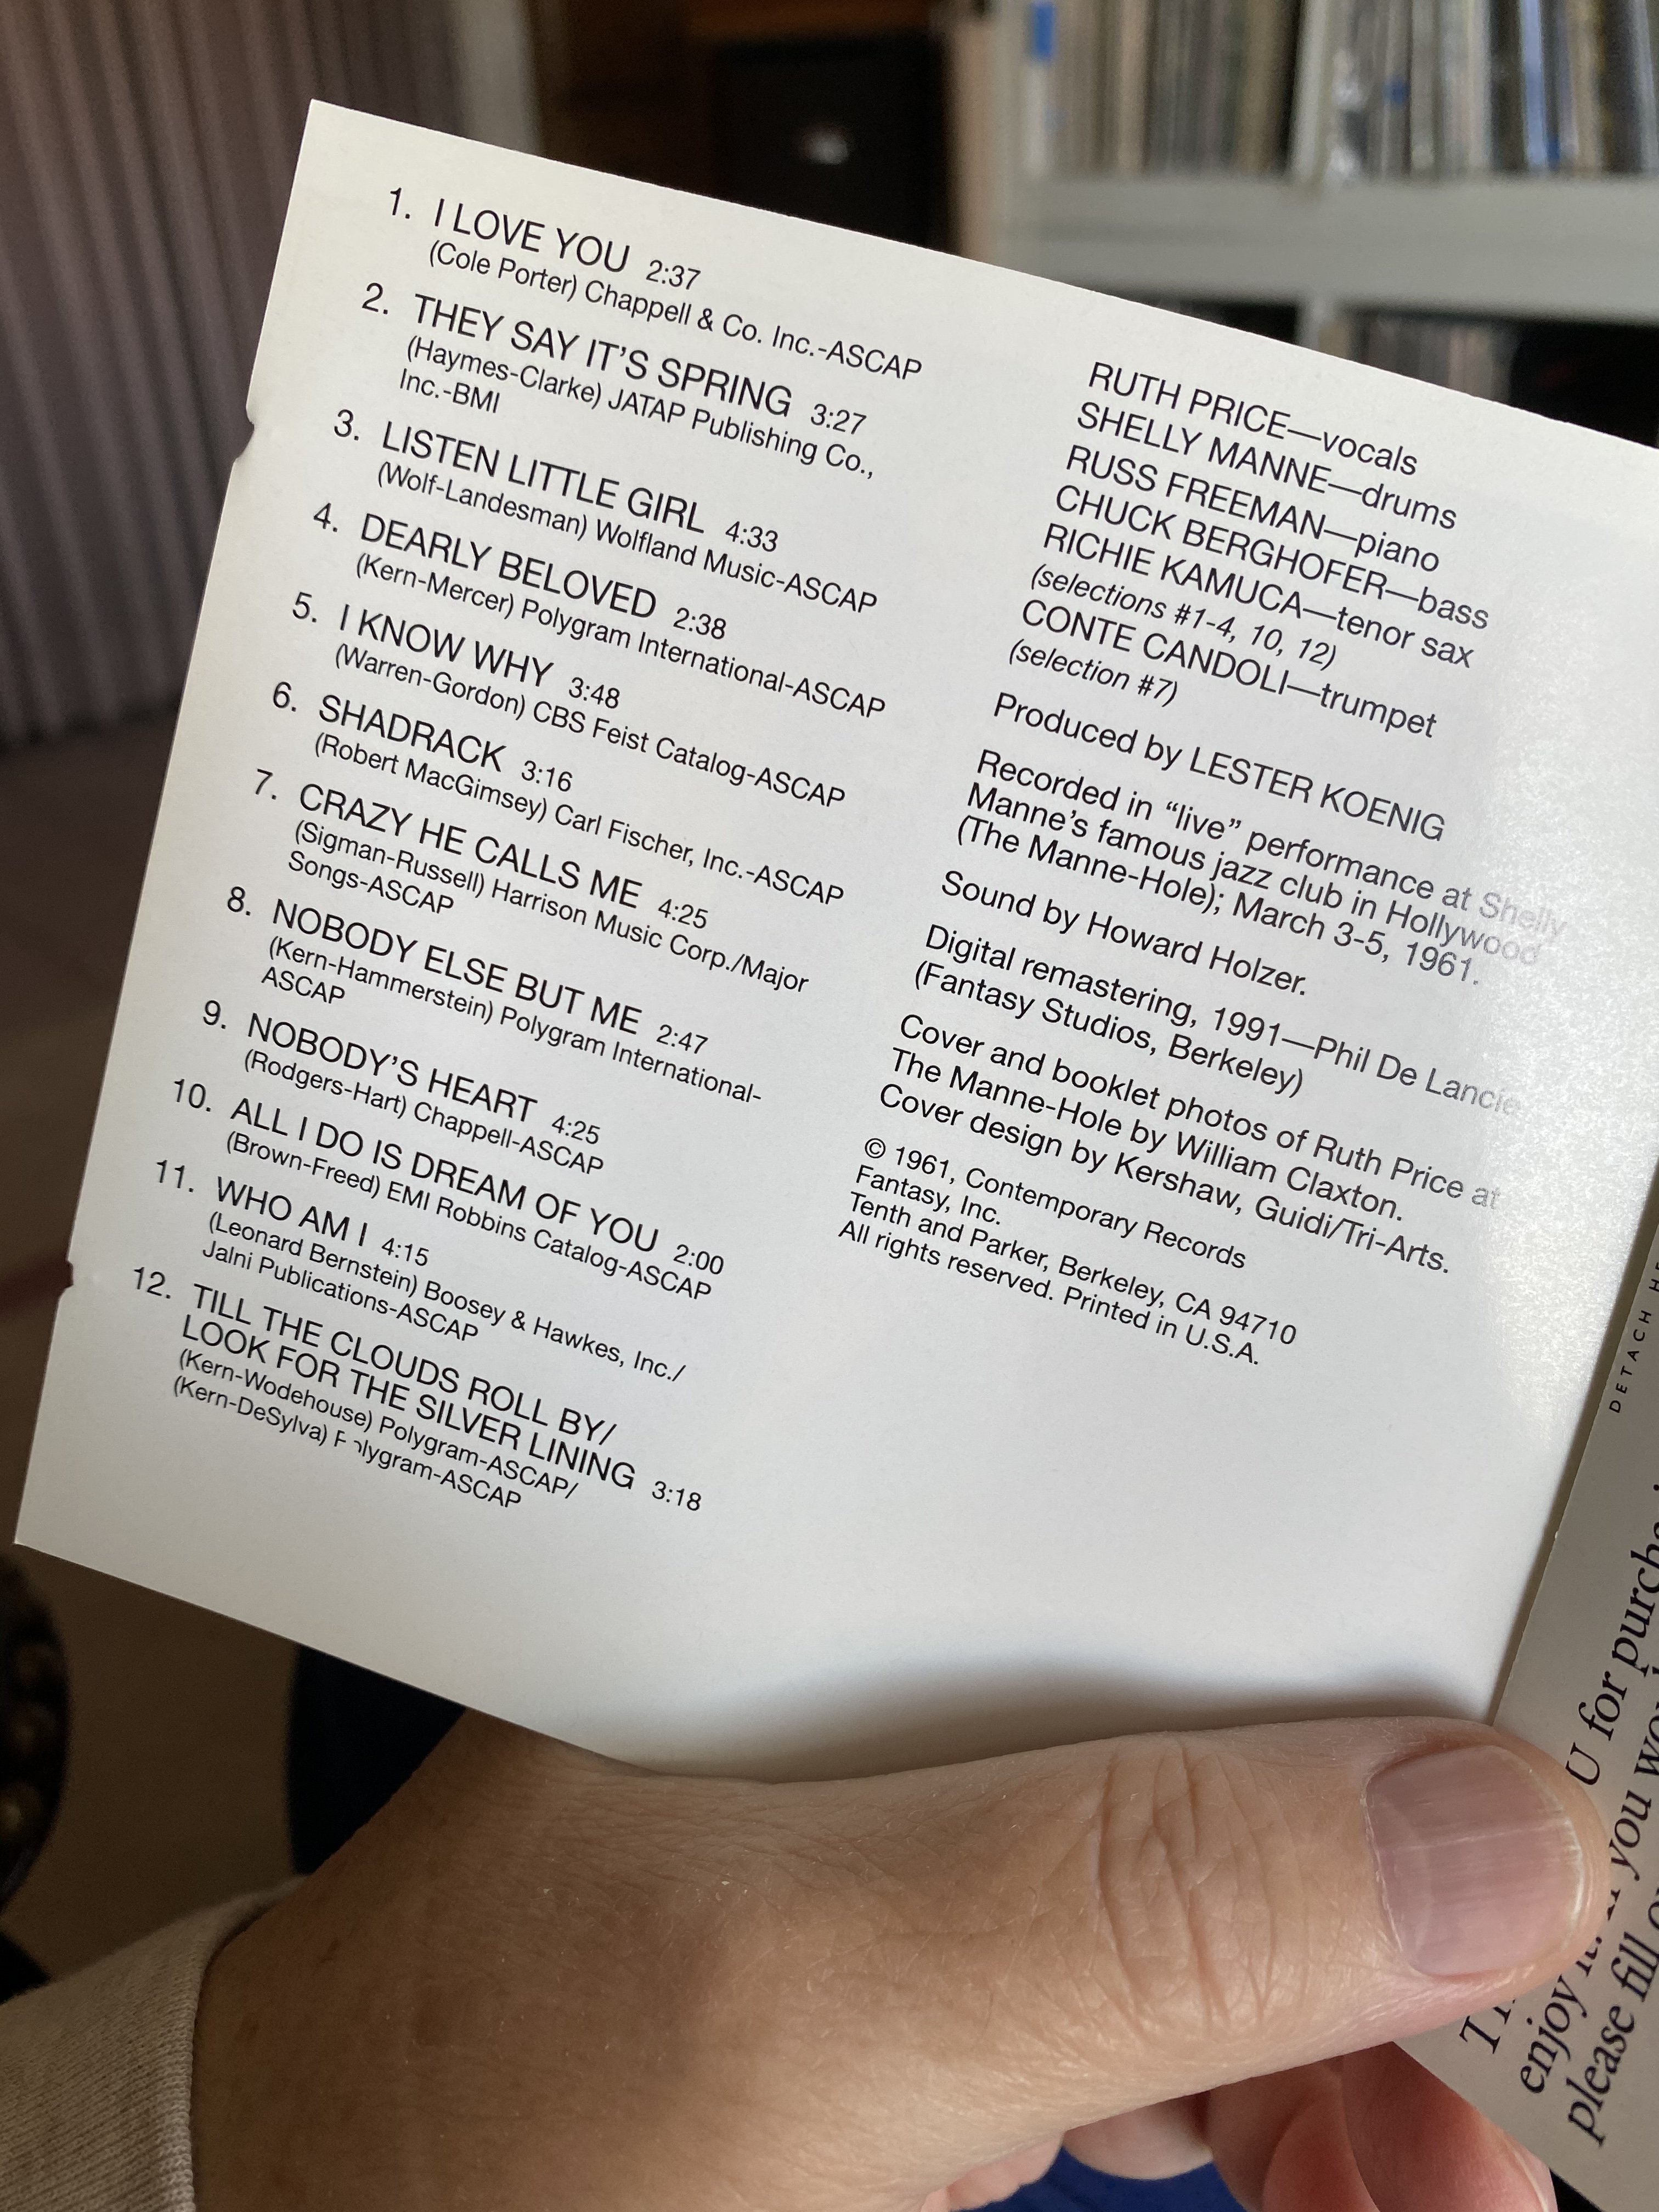 1. I LOVE YOU 2:37
(Cole Porter) Chappell & Co. Inc.-ASCAP
2. THEY SAY IT'S SPRING 3:27
(Haymes-Clarke) JATAP Publishing Co.,
Inc.-BMI
3. LISTEN LITTLE GIRL 4:33
(Wolf-Landesman) Wolfland Music-ASCAP
4. DEARLY BELOVED 2:38
(Kern-Mercer) Polygram International-ASCAP
5. I KNOW WHY 3:48
(Warren-Gordon) CBS Feist Catalog-ASCAP
6. SHADRACK 3:16
(Robert MacGimsey) Carl Fischer, Inc.-ASCAP
7. CRAZY HE CALLS ME 4:25
(Sigman-Russell) Harrison Music Corp./Major
Songs-ASCAP
8. NOBODY ELSE BUT ME 2:47
(Kern-Hammerstein) Polygram International-
ASCAP
9. NOBODY'S HEART 4:25
(Rodgers-Hart) Chappell-ASCAP
10. ALL I DO IS DREAM OF YOU 2:00
(Brown-Freed) EMI Robbins Catalog-ASCAP
11. WHO AM I 4:15
(Leonard Bernstein) Boosey & Hawkes, Inc./
Jalni Publications-ASCAP
12. TILL THE CLOUDS ROLL BY/
LOOK FOR THE SILVER LINING 3:18
(Kern-Wodehouse) Polygram-ASCAP/
(Kern-DeSylva) Polygram-ASCAP
RUTH PRICE—vocals
SHELLY MANNE—drums
RUSS FREEMAN—piano
CHUCK BERGHOFER—bass
RICHIE KAMUCA—tenor sax
(selections #1-4, 10, 12)
CONTE CANDOLI—trumpet
(selection #7)
Produced by LESTER KOENIG
Recorded in “live” performance at Shelly
Manne's famous jazz club in Hollywood
(The Manne-Hole); March 3-5, 1961.
Sound by Howard Holzer.
Digital remastering, 1991—Phil De Lancie
(Fantasy Studios, Berkeley)
Cover and booklet photos of Ruth Price at
The Manne-Hole by William Claxton.
Cover design by Kershaw, Guidi/Tri-Arts.
© 1961, Contemporary Records
Fantasy, Inc.
Tenth and Parker, Berkeley, CA 94710
All rights reserved. Printed in U.S.A.
DETACH
U for
enjoy you
please fill